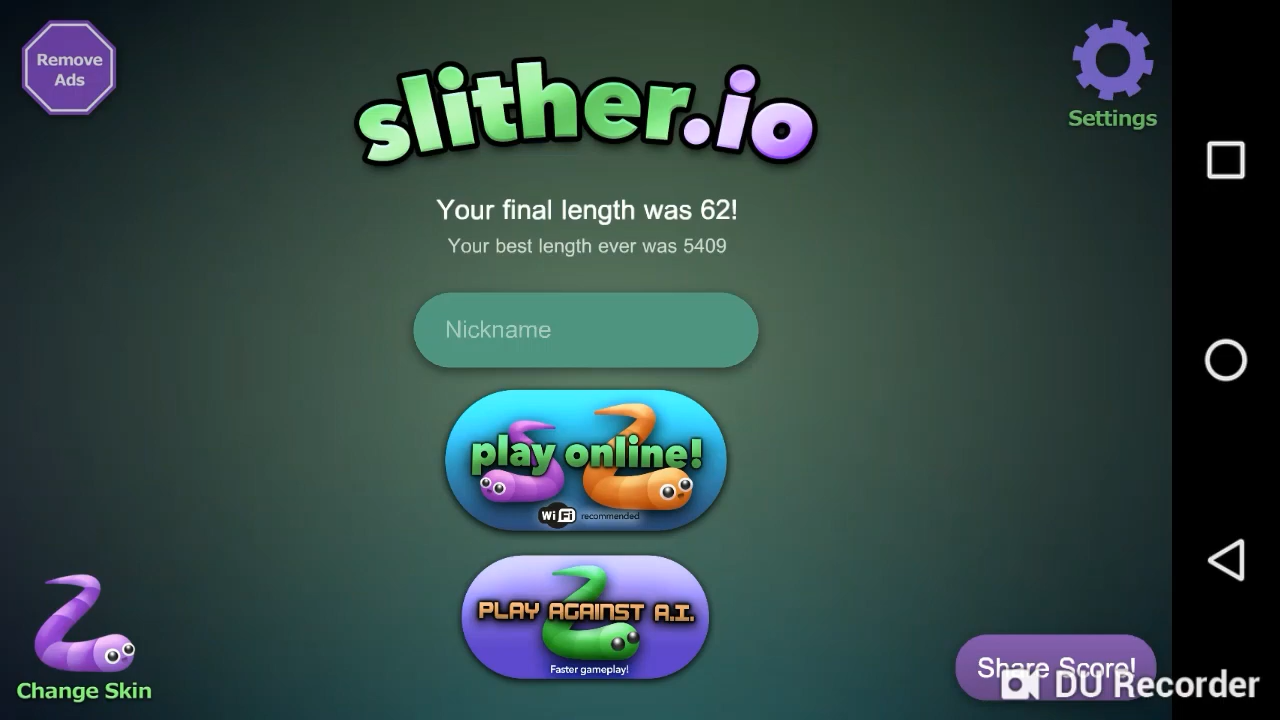 Remove
Ads
slither.io
Settings
Your final length was 62!
Your best length ever was 5409
Nickname
play online!
WiFi recommended
PLAY AGAINST A.I.
Faster gameplay!
Change Skin
Share Score!
DU Recorder